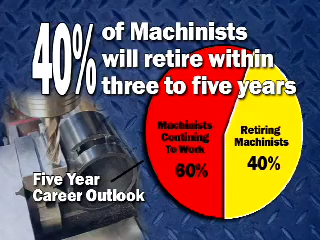 40% of Machinists
will retire within
three to five years
Machinists
Contining
To Work
60%
Retiring
Machinists
40%
Five Year
Career Outlook